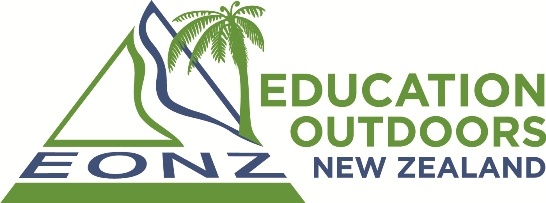 EONZ
EDUCATION
OUTDOORS
NEW ZEALAND